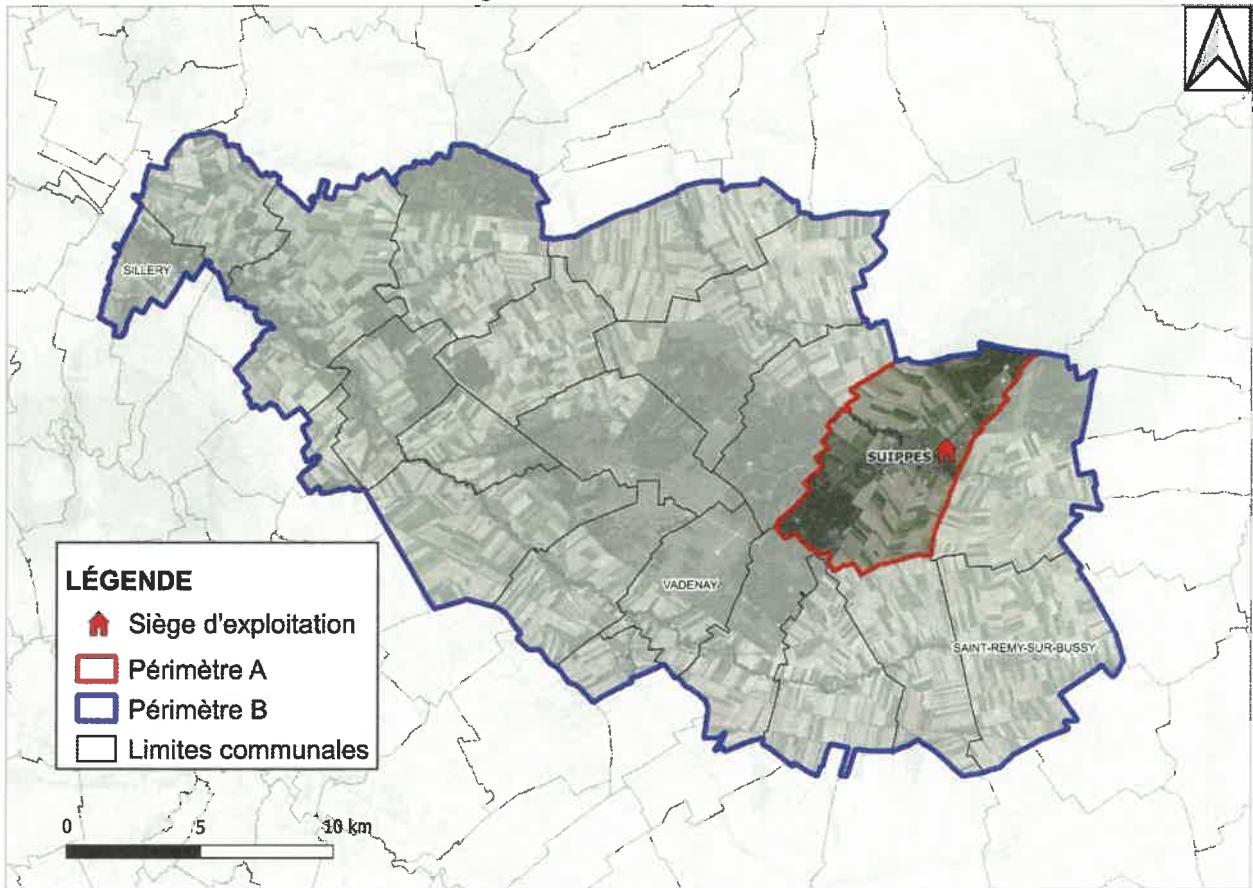 SILLERY
SUIPPES
VADENAY
SAINT-REMY-SUR-BUSSY
LÉGENDE
Siège d'exploitation
Périmètre A
Périmètre B
Limites communales
0 5 10 km